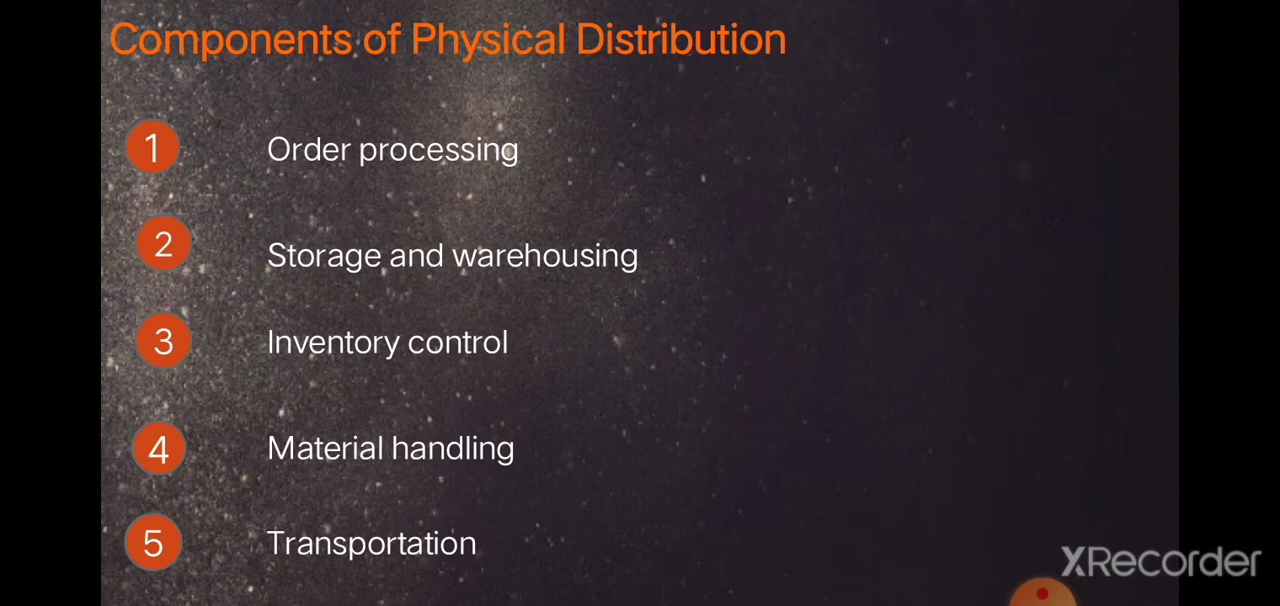 Components of Physical Distribution
1 Order processing
2 Storage and warehousing
3 Inventory control
4 Material handling
5 Transportation
XRecorder